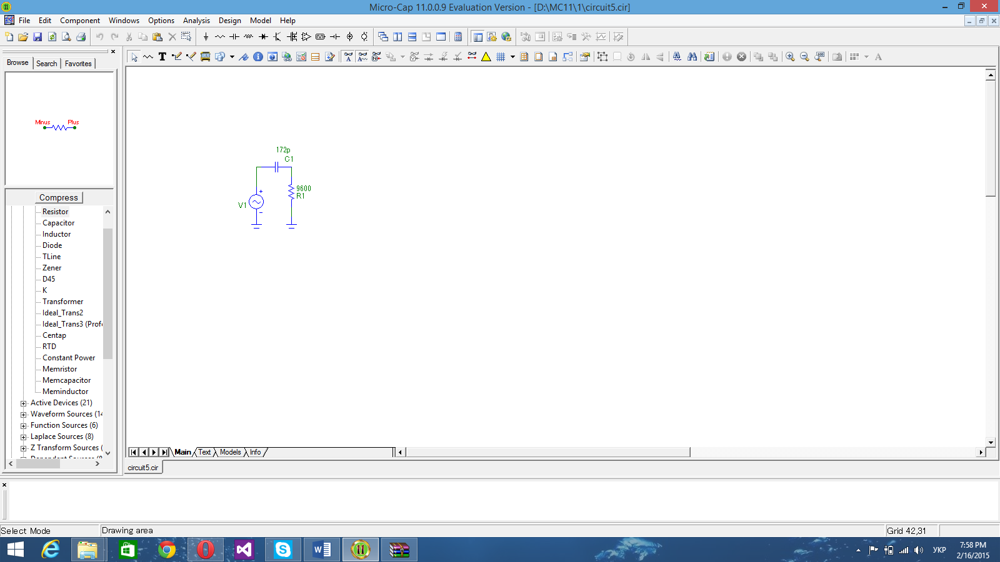 Micro-Cap 11.0.0.9 Evaluation Version - [D:\MC11\1\circuit5.cir]
File Edit Component Windows Options Analysis Design Model Help
Browse Search Favorites
Minus Plus
Compress
Resistor
Capacitor
Inductor
Diode
TLine
Zener
D45
K
Transformer
Ideal_Trans2
Ideal_Trans3 (Prof
Centap
RTD
Constant Power
Memristor
Memcapacitor
Meminductor
Active Devices (21)
Waveform Sources (14
Function Sources (6)
Laplace Sources (8)
Z Transform Sources (
172p
C1
9600
R1
V1
Main Text Models Info
circuit5.cir
Select Mode
Drawing area
Grid 42,31
УКР
7:58 PM
2/16/2015